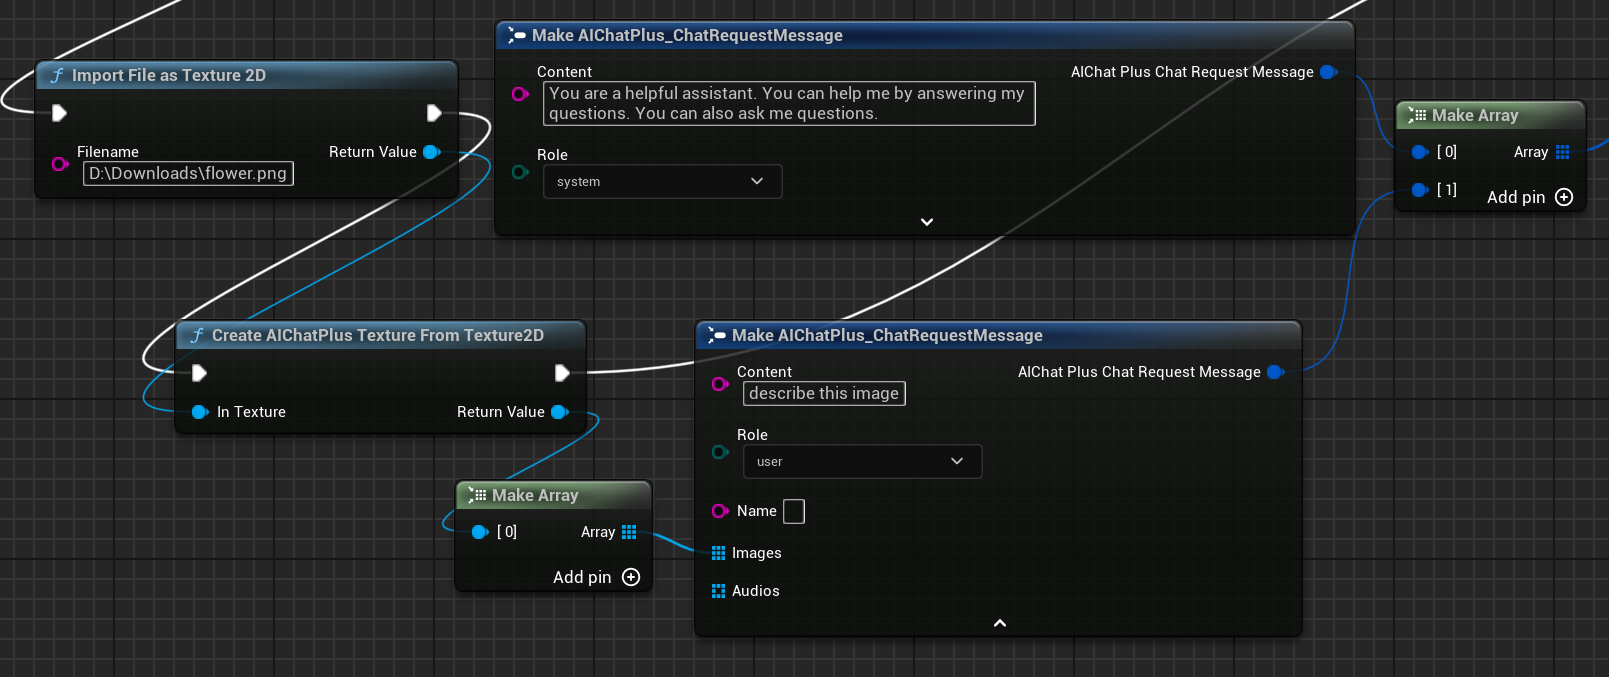 Import File as Texture 2D
Filename
D:\Downloads\flower.png
Return Value
Make AIChatPlus_ChatRequestMessage
Content
You are a helpful assistant. You can help me by answering my
questions. You can also ask me questions.
AIChat Plus Chat Request Message
Role
system
Make Array
[ 0]
Array
[ 1]
Add pin
Create AIChatPlus Texture From Texture2D
In Texture
Return Value
Make Array
[ 0]
Array
Add pin
Make AIChatPlus_ChatRequestMessage
Content
describe this image
AIChat Plus Chat Request Message
Role
user
Name
Images
Audios